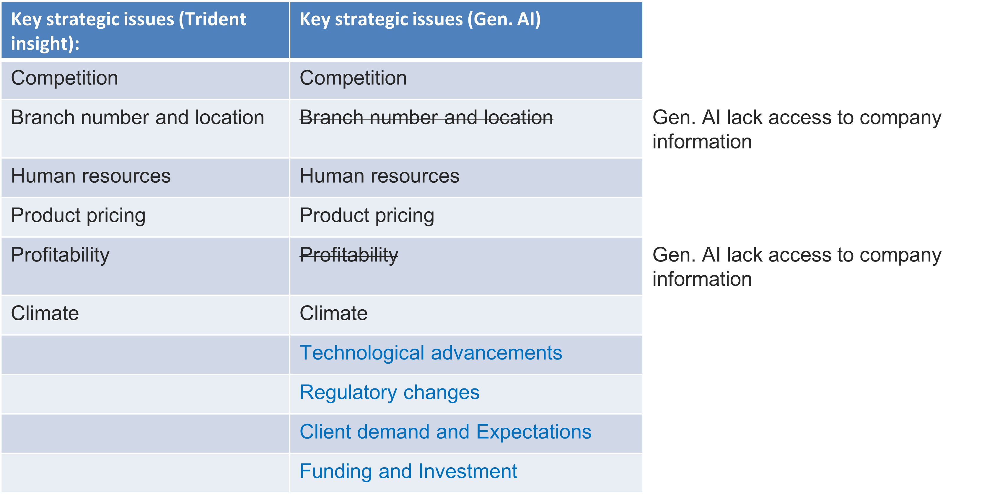 Key strategic issues (Trident
insight):
Key strategic issues (Gen. AI)
Competition
Competition
Branch number and location
Branch number and location
Gen. AI lack access to company
information
Human resources
Human resources
Product pricing
Product pricing
Profitability
Profitability
Gen. AI lack access to company
information
Climate
Climate
Technological advancements
Regulatory changes
Client demand and Expectations
Funding and Investment